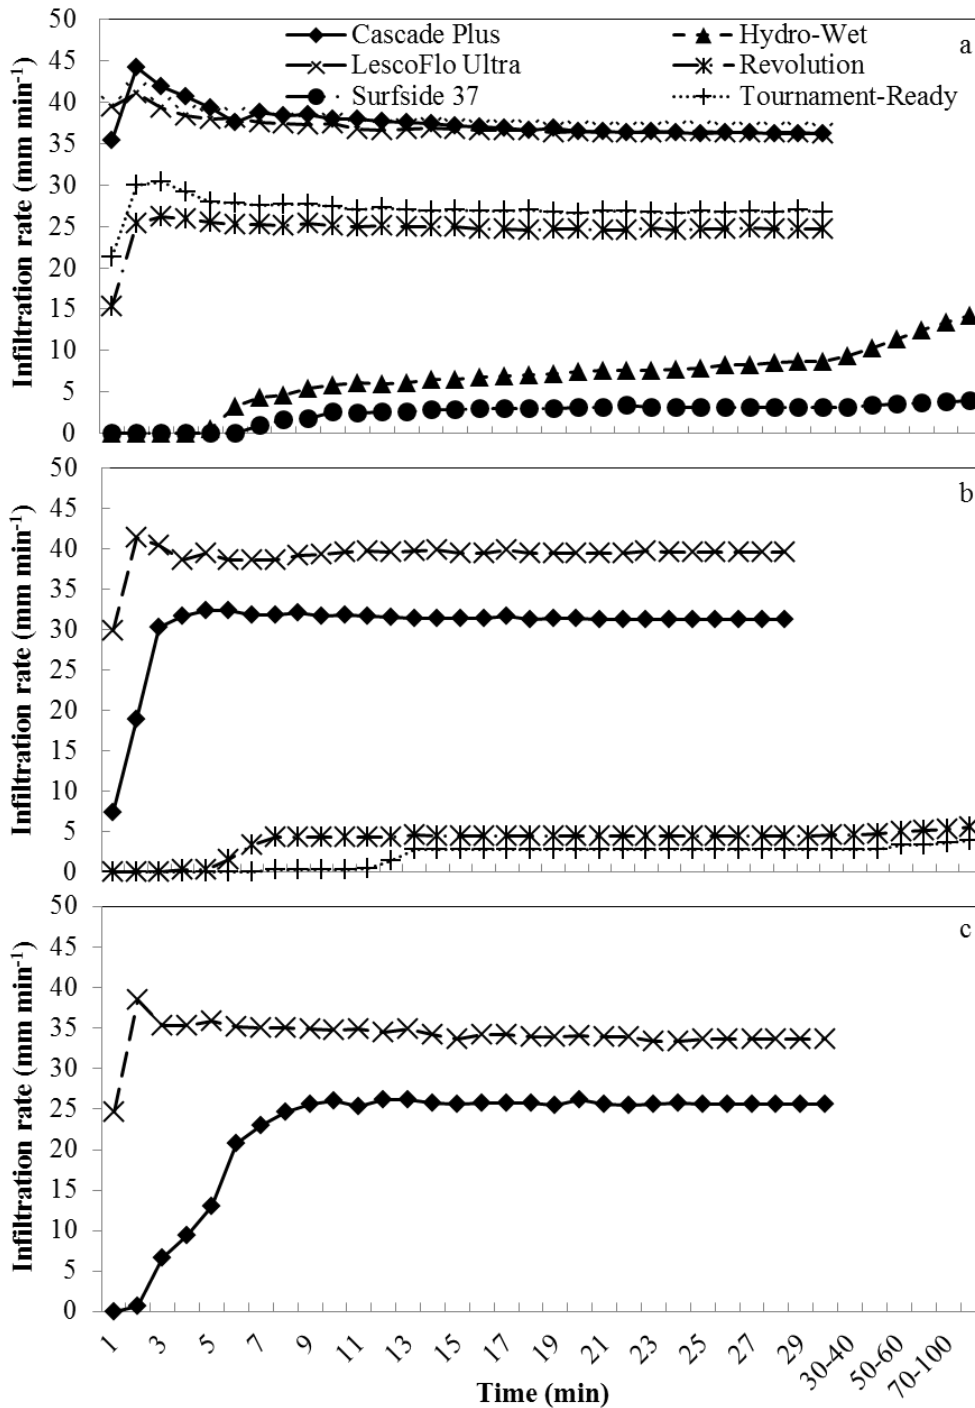 50
45
40
35
30
25
20
15
10
5
0
Infiltration rate (mm min-1)
Cascade Plus
Hydro-Wet
a
LescoFlo Ultra
Revolution
Surfside 37
Tournament-Ready
50
45
40
35
30
25
20
15
10
5
0
Infiltration rate (mm min-1)
b
50
45
40
35
30
25
20
15
10
5
0
Infiltration rate (mm min-1)
c
1 3 5 7 9 11 13 15 17 19 21 23 25 27 29 30-40 50-60 70-100
Time (min)